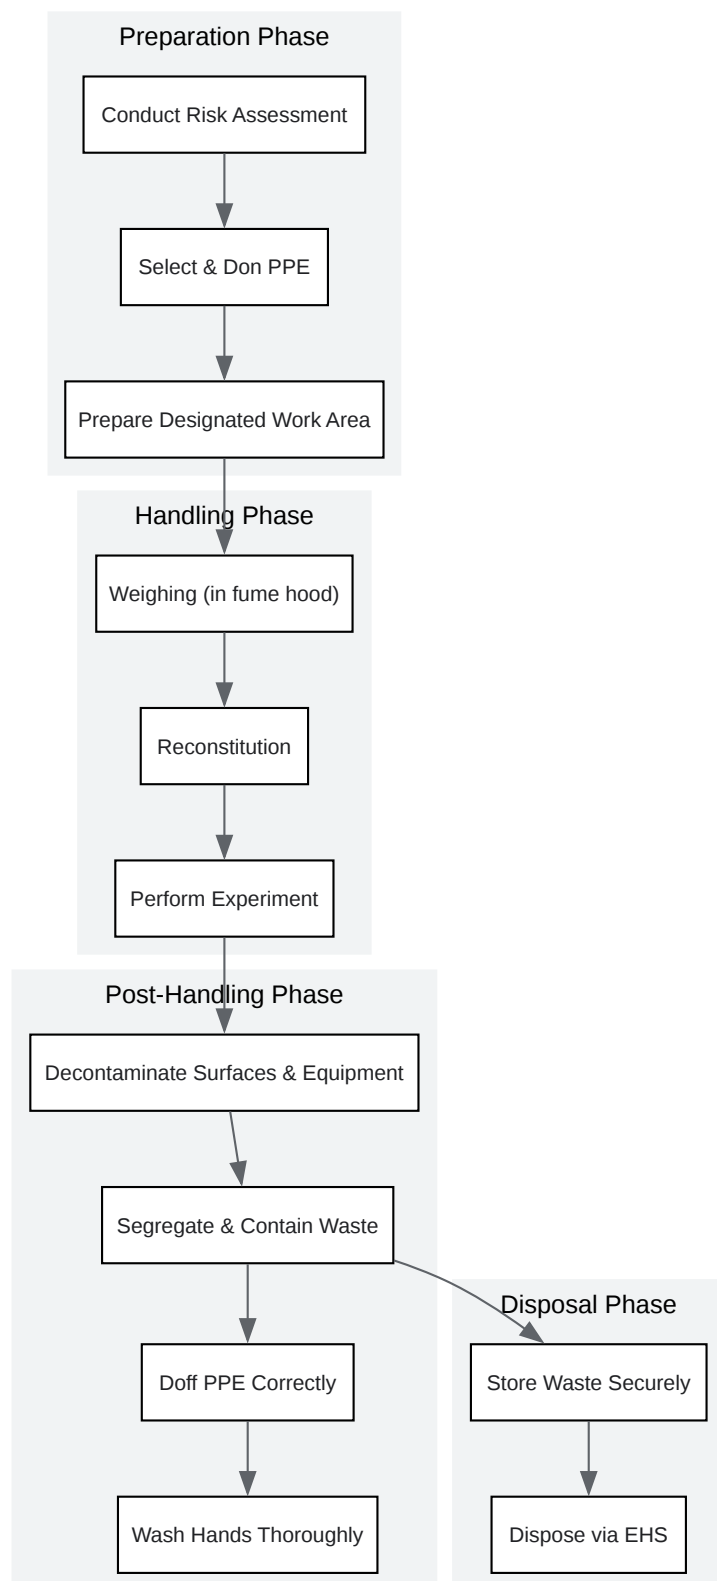 Preparation Phase
Conduct Risk Assessment
Select & Don PPE
Prepare Designated Work Area
Handling Phase
Weighing (in fume hood)
Reconstitution
Perform Experiment
Post-Handling Phase
Decontaminate Surfaces & Equipment
Segregate & Contain Waste
Doff PPE Correctly
Wash Hands Thoroughly
Disposal Phase
Store Waste Securely
Dispose via EHS